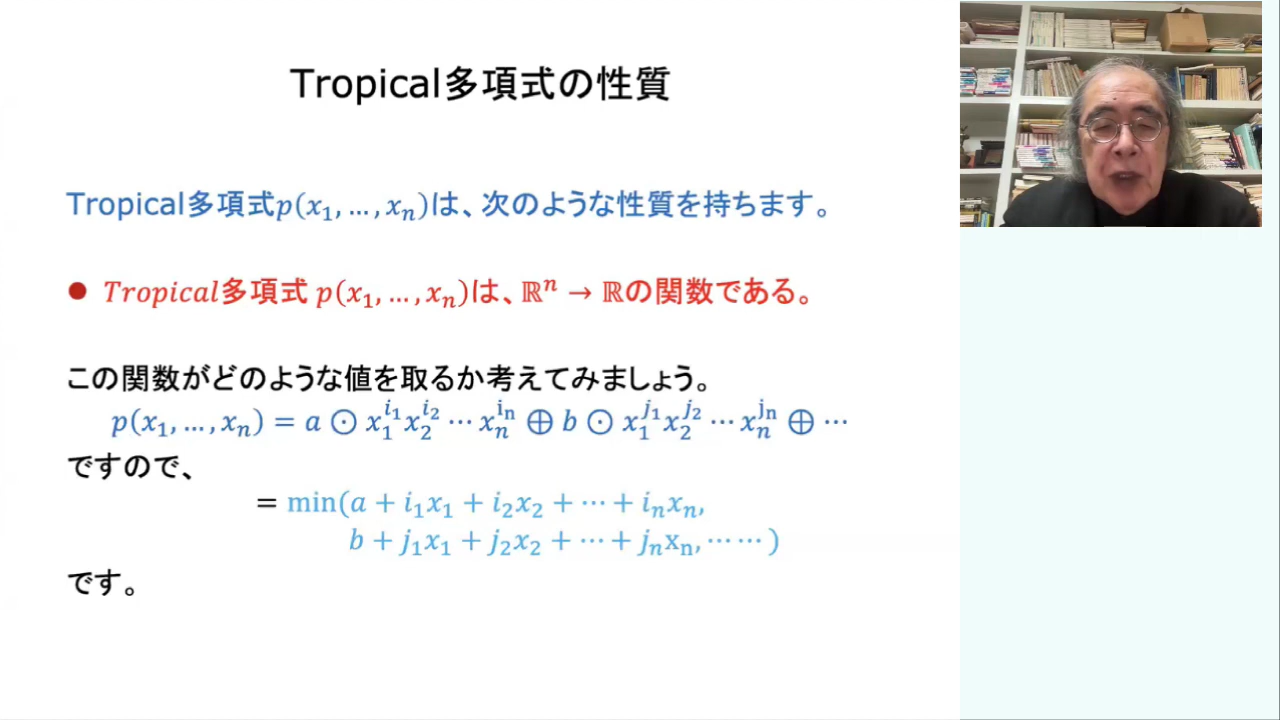 Tropical多項式の性質
Tropical多項式p(x₁, …, xₙ)は、次のような性質を持ちます。
● Tropical多項式 p(x₁, …, xₙ)は、ℝⁿ → ℝの関数である。
この関数がどのような値を取るか考えてみましょう。
p(x₁, …, xₙ) = a ⊙ x₁^{i₁} x₂^{i₂} ⋯ xₙ^{iₙ} ⊕ b ⊙ x₁^{j₁} x₂^{j₂} ⋯ xₙ^{jₙ} ⊕ ⋯
ですので、
= min(a + i₁x₁ + i₂x₂ + ⋯ + iₙxₙ,
b + j₁x₁ + j₂x₂ + ⋯ + jₙxₙ, ⋯⋯ )
です。